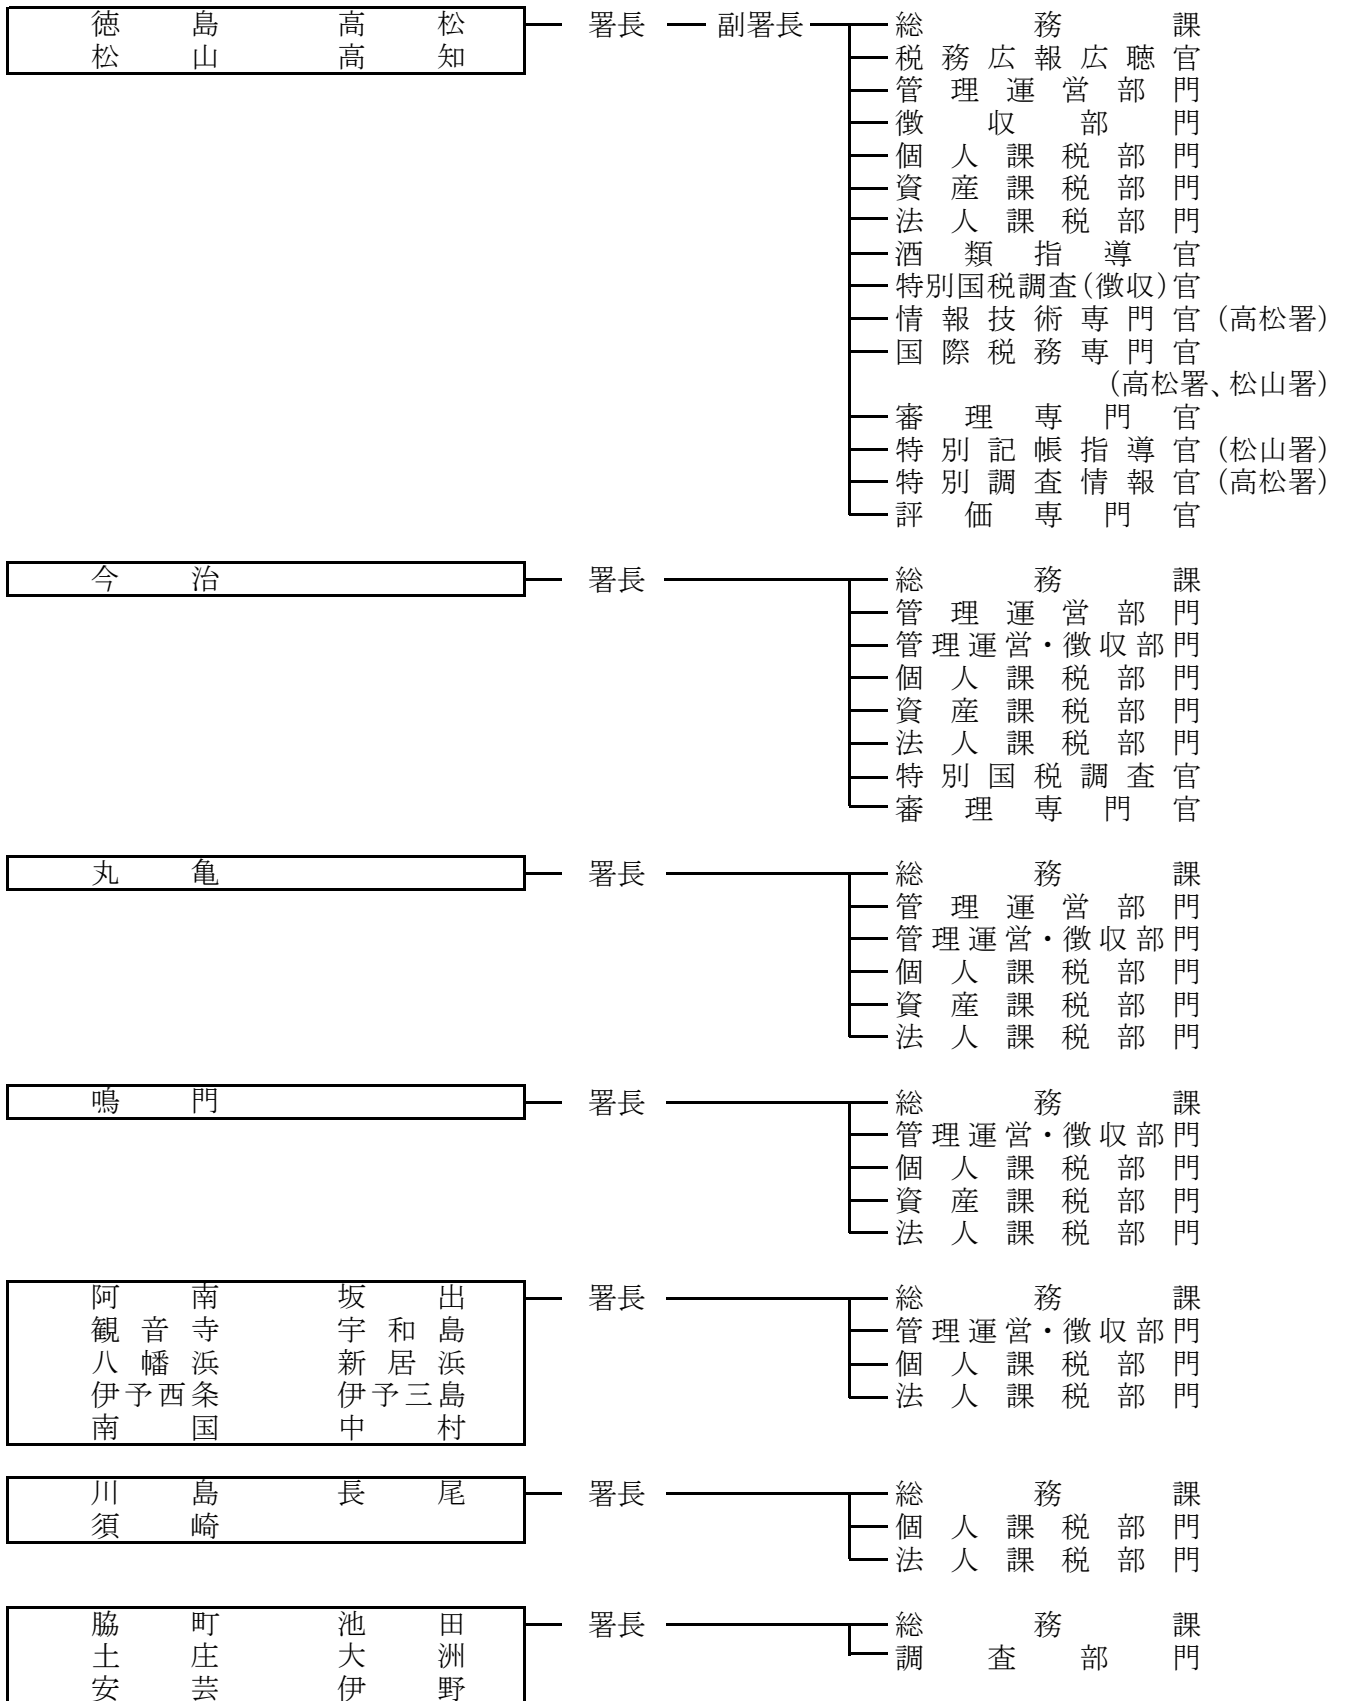 徳島 高松 署長 副署長 総務課
松山 高知 税務広報広聴官
管理運営部門
徴収部門
個人課税部門
資産課税部門
法人課税部門
酒類指導官
特別国税調査(徴収)官
情報技術専門官(高松署)
国際税務専門官
(高松署、松山署)
審理専門官
特別記帳指導官(松山署)
特別調査情報官(高松署)
評価専門官
今治 署長 総務課
管理運営部門
管理運営・徴収部門
個人課税部門
資産課税部門
法人課税部門
特別国税調査官
審理専門官
丸亀 署長 総務課
管理運営部門
管理運営・徴収部門
個人課税部門
資産課税部門
法人課税部門
鳴門 署長 総務課
管理運営・徴収部門
個人課税部門
資産課税部門
法人課税部門
阿南 坂出 署長 総務課
観音寺 宇和島 管理運営・徴収部門
八幡浜 新居浜 個人課税部門
伊予西条 伊予三島 法人課税部門
南国 中村
川島 長尾 署長 総務課
須崎 個人課税部門
法人課税部門
脇町 池田 署長 総務課
土庄 大洲 調査部門
安芸 伊野